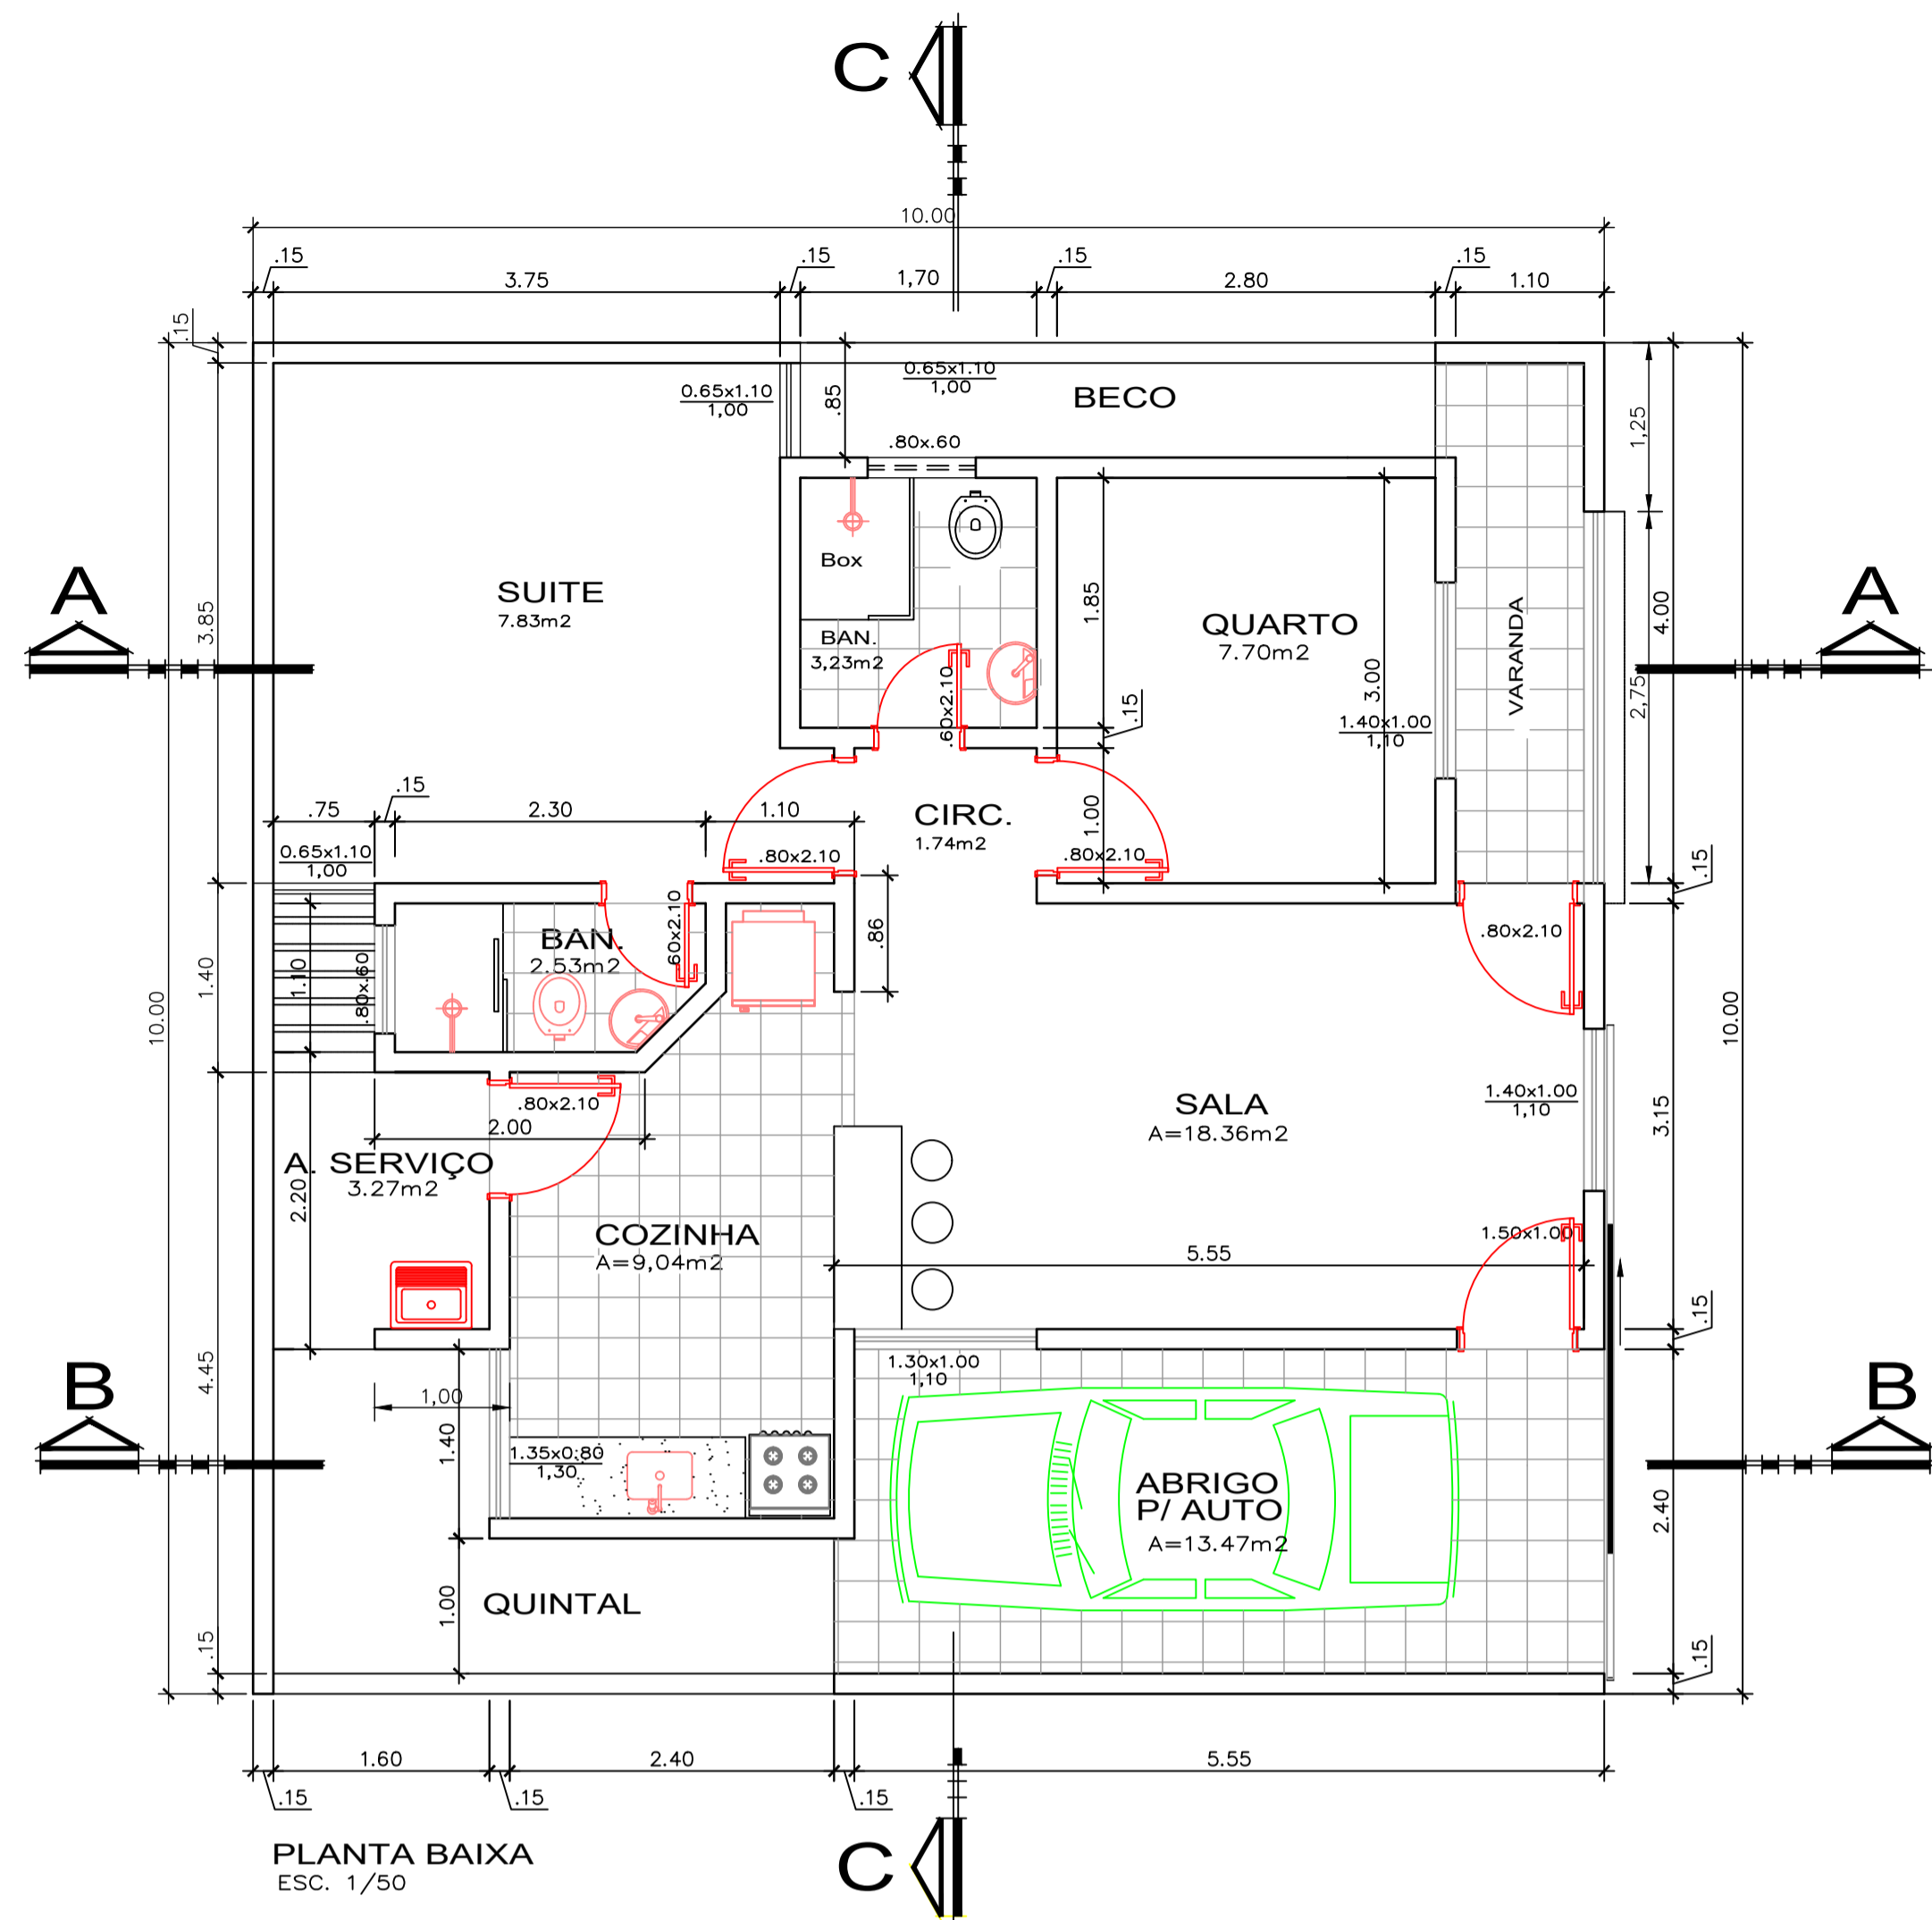 C
10.00
.15
.15
.15
.15
3.75
1,70
2.80
1.10
.15
0.65x1.10
1,00
0.65x1.10
1,00
.85
BECO
.80x.60
1,25
A
A
3.85
SUITE
7.83m2
Box
BAN.
3,23m2
.60x2.10
1.85
QUARTO
7.70m2
3.00
1.40x1.00
1,10
VARANDA
4.00
2,75
.15
.75
.15
2.30
1.10
CIRC.
1.74m2
1.00
0.65x1.10
1,00
.80x2.10
.80x2.10
.15
10.00
1.40
1.10
.80x.60
BAN.
2.53m2
60x2.10
.86
.80x2.10
10.00
.80x2.10
2.00
SALA
A=18.36m2
1.40x1.00
1,10
3.15
A. SERVIÇO
3.27m2
2.20
COZINHA
A=9,04m2
1.50x1.00
5.55
.15
B
B
4.45
1,00
1.40
1.30x1.00
1,10
1.35x0,80
1,30
ABRIGO
P/ AUTO
A=13.47m2
2.40
QUINTAL
1.00
.15
.15
1.60
2.40
5.55
.15
.15
.15
PLANTA BAIXA
ESC. 1/50
C